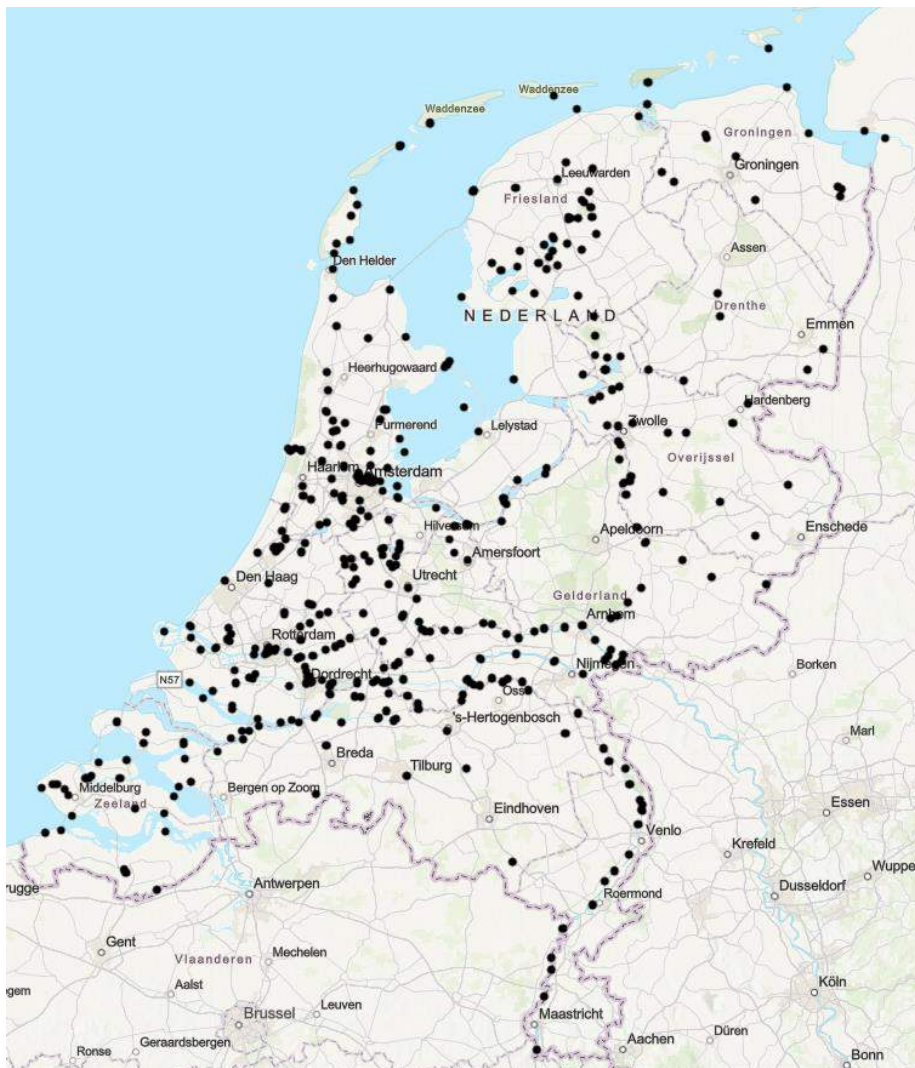 Waddenzee
Waddenzee
Groningen
Groningen
Leeuwarden
Friesland
Assen
Den Helder
Drenthe
NEDERLAND
Emmen
Heerhugowaard
Hardenberg
Purmerend
Lelystad
Zwolle
Overijssel
Haarlem
Amsterdam
Hilversum
Apeldoorn
Enschede
Amersfoort
Den Haag
Utrecht
Gelderland
Arnhem
Rotterdam
Borken
N57
Dordrecht
Nijmegen
Oss
's-Hertogenbosch
Marl
Breda
Tilburg
Middelburg
Zeeland
Bergen op Zoom
Eindhoven
Essen
Venlo
Krefeld
Wuppe
rugge
Antwerpen
Roermond
Dusseldorf
Gent
Vlaanderen
Mechelen
Aalst
Köln
gem
Leuven
Brussel
Maastricht
Düren
Geraardsbergen
Ronse
Aachen
Bonn